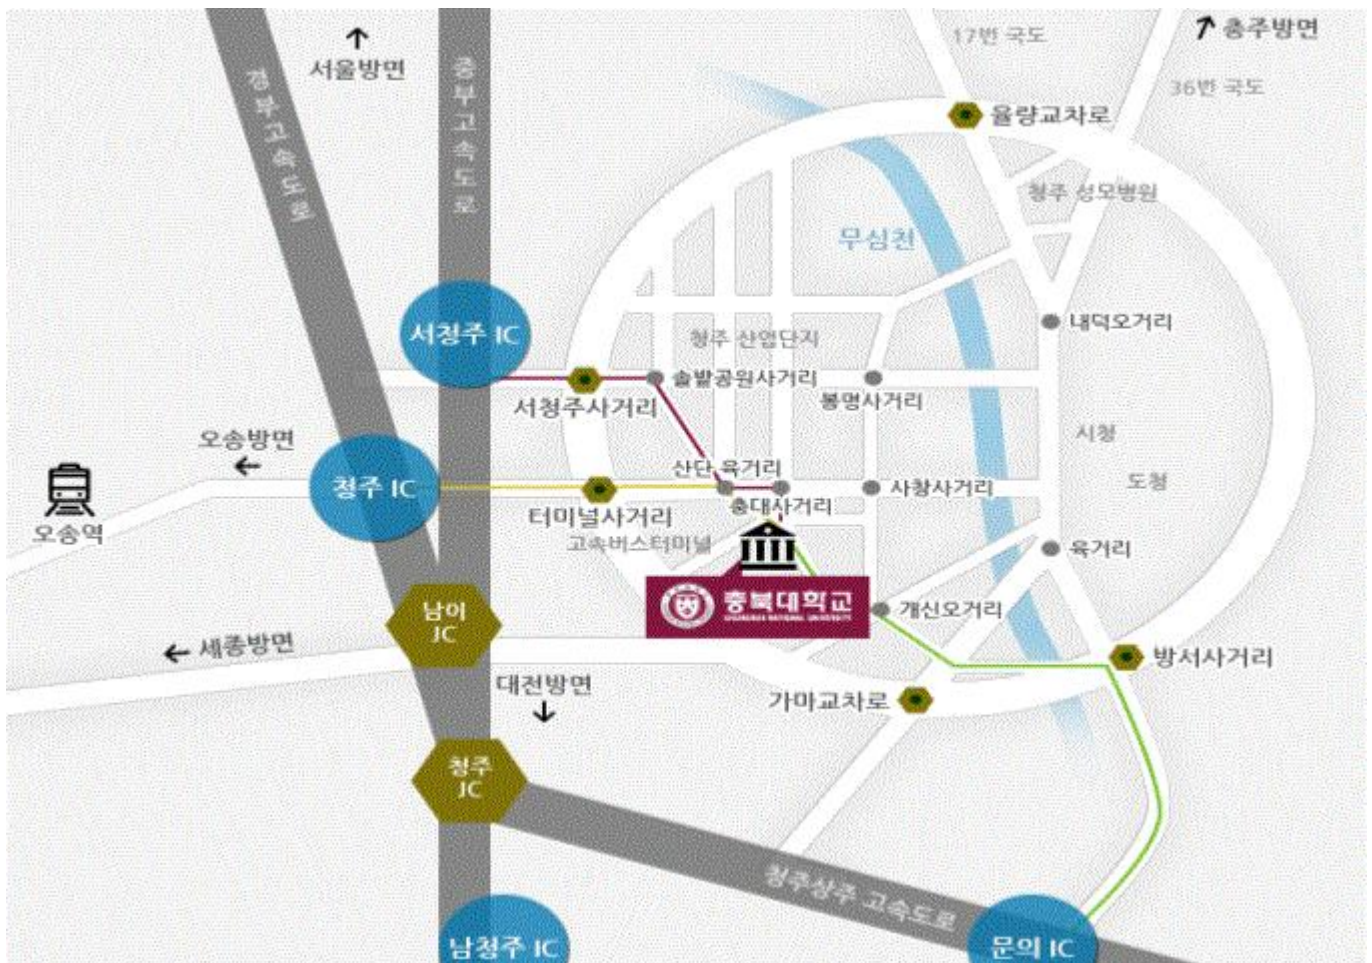 17번 국도
충주방면
서울방면
36번 국도
경부고속도로
중부고속도로
율량교차로
청주 성모병원
무심천
서청주 IC
내덕오거리
청주 산업단지
솔밭공원사거리
서청주사거리
봉명사거리
오송방면
시청
산단 육거리
도청
청주 IC
사창사거리
충대사거리
터미널사거리
오송역
고속버스터미널
육거리
남이
JC
충북대학교
CHUNGBUK NATIONAL UNIVERSITY
개신오거리
세종방면
방서사거리
대전방면
가마교차로
청주
JC
청주상주 고속도로
남청주 IC
문의 IC